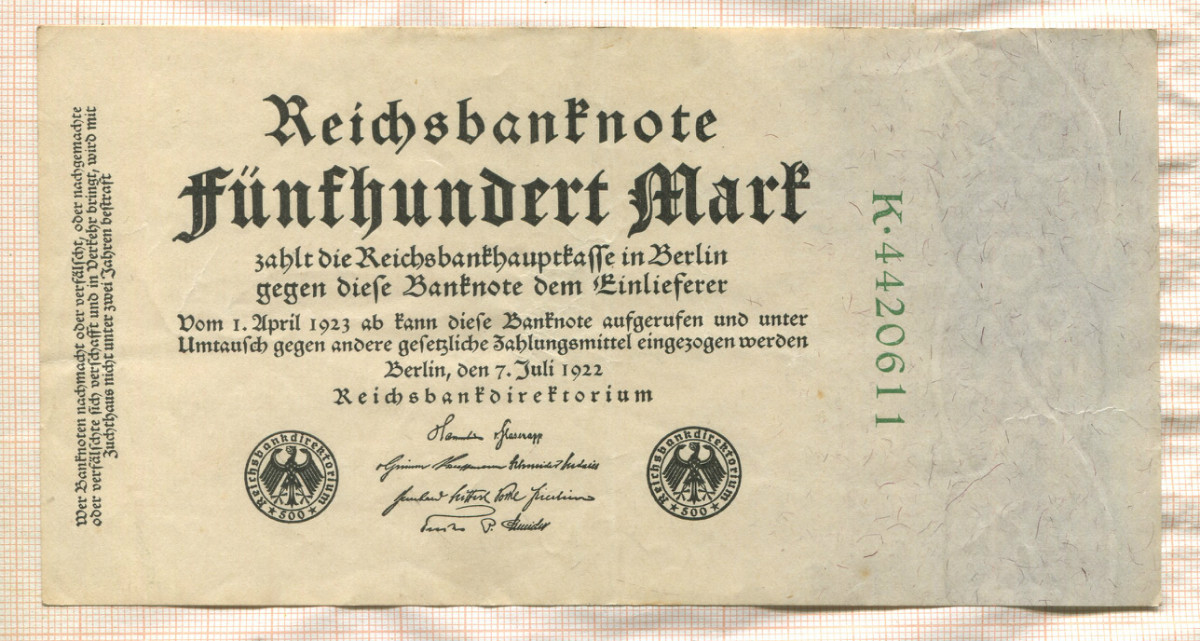 Reichsbanknote
Fünfhundert Mark
zahlt die Reichsbankhauptkasse in Berlin
gegen diese Banknote dem Einlieferer
Vom 1. April 1923 ab kann diese Banknote aufgerufen und unter
Umtausch gegen andere gesetzliche Zahlungsmittel eingezogen werden
Berlin, den 7. Juli 1922
Reichsbankdirektorium
Reichsbankdirektorium
500
Reichsbankdirektorium
500
Wer Banknoten nachmacht oder verfälscht, oder nachgemachte
oder verfälschte sich verschafft und in Verkehr bringt, wird mit
Zuchthaus nicht unter zwei Jahren bestraft
K·442061 1